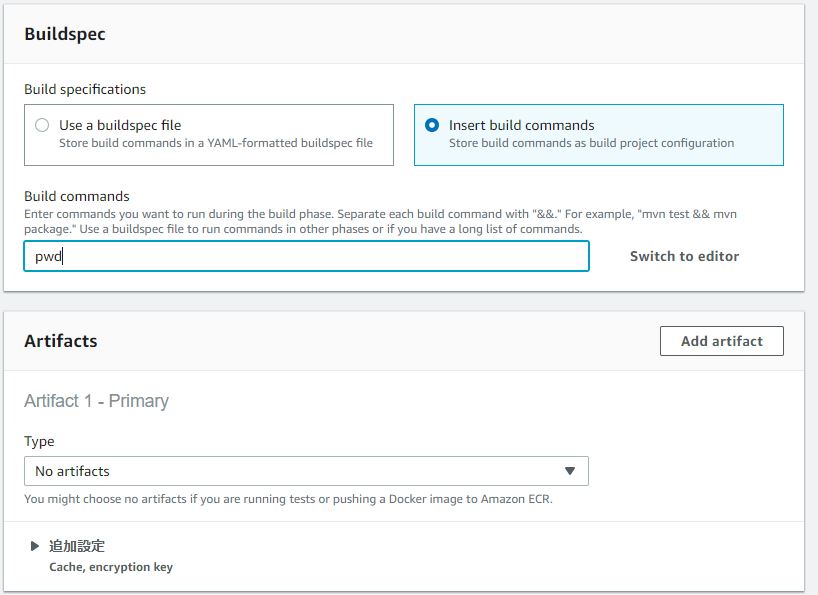 Buildspec
Build specifications
Use a buildspec file
Store build commands in a YAML-formatted buildspec file
Insert build commands
Store build commands as build project configuration
Build commands
Enter commands you want to run during the build phase. Separate each build command with "&&." For example, "mvn test && mvn
package." Use a buildspec file to run commands in other phases or if you have a long list of commands.
pwd
Switch to editor
Artifacts
Add artifact
Artifact 1 - Primary
Type
No artifacts
You might choose no artifacts if you are running tests or pushing a Docker image to Amazon ECR.
追加設定
Cache, encryption key